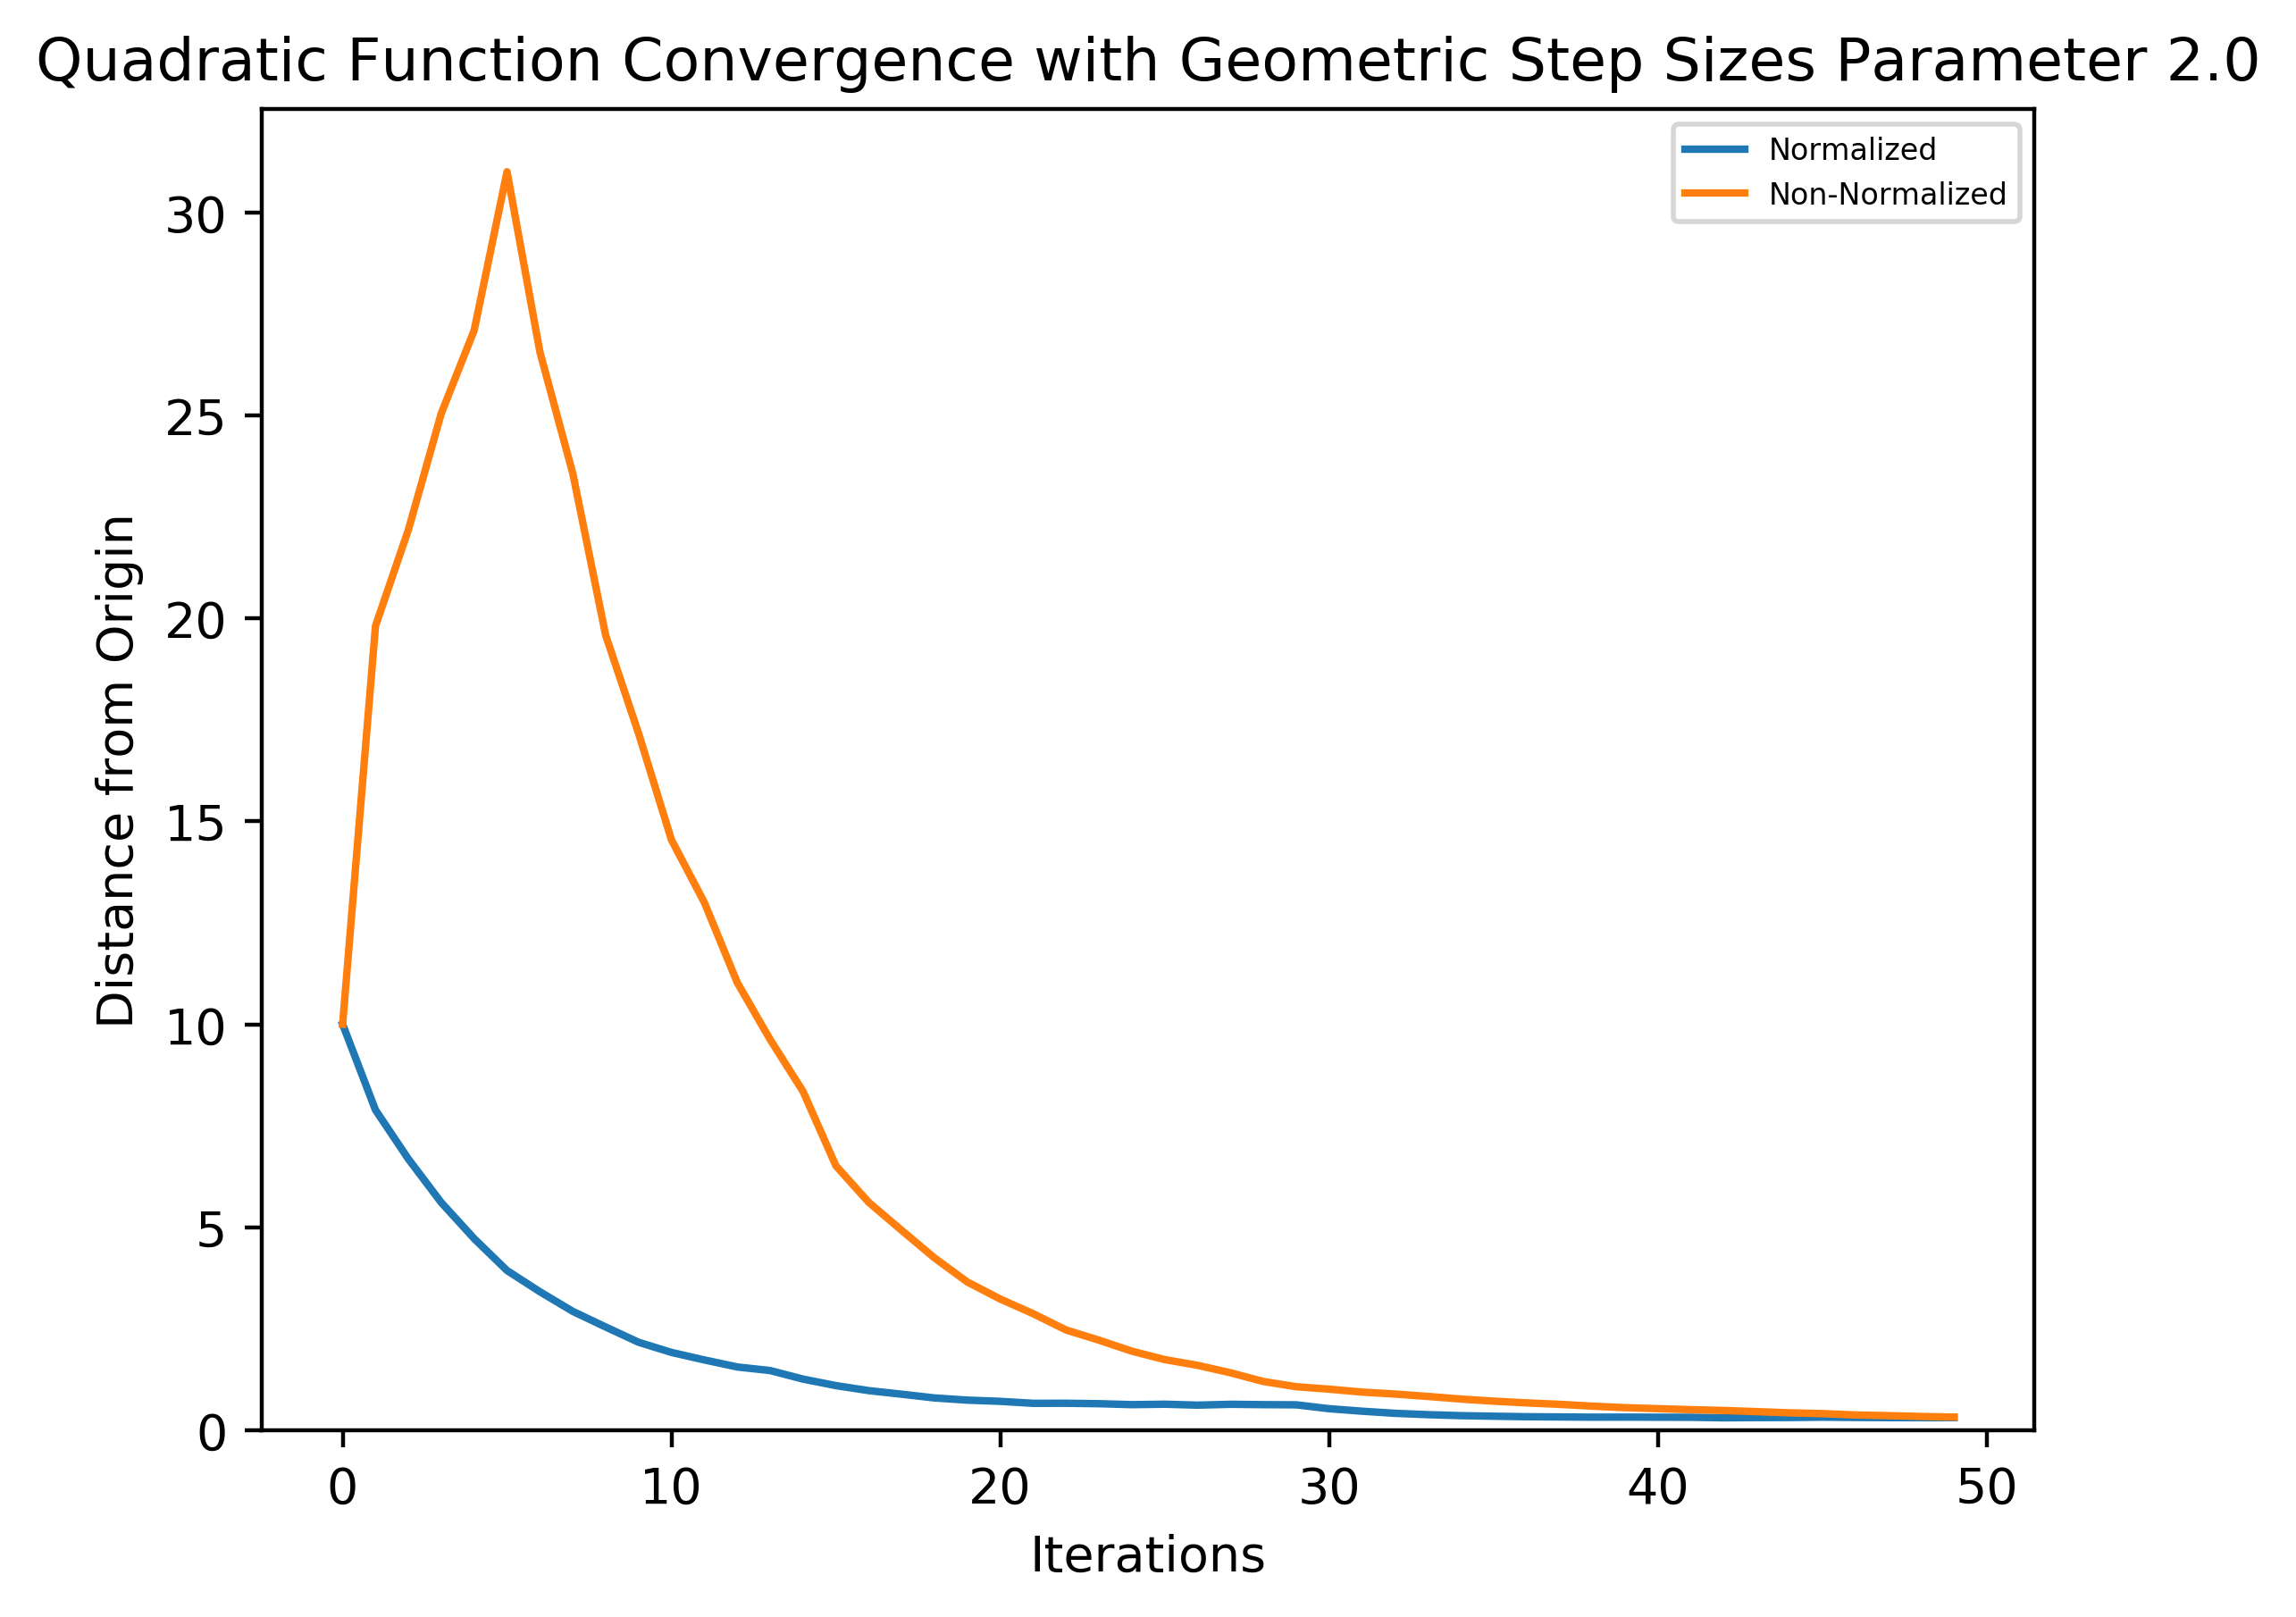 Quadratic Function Convergence with Geometric Step Sizes Parameter 2.0
Normalized
Non-Normalized
30
25
20
15
10
5
0
Distance from Origin
0 10 20 30 40 50
Iterations